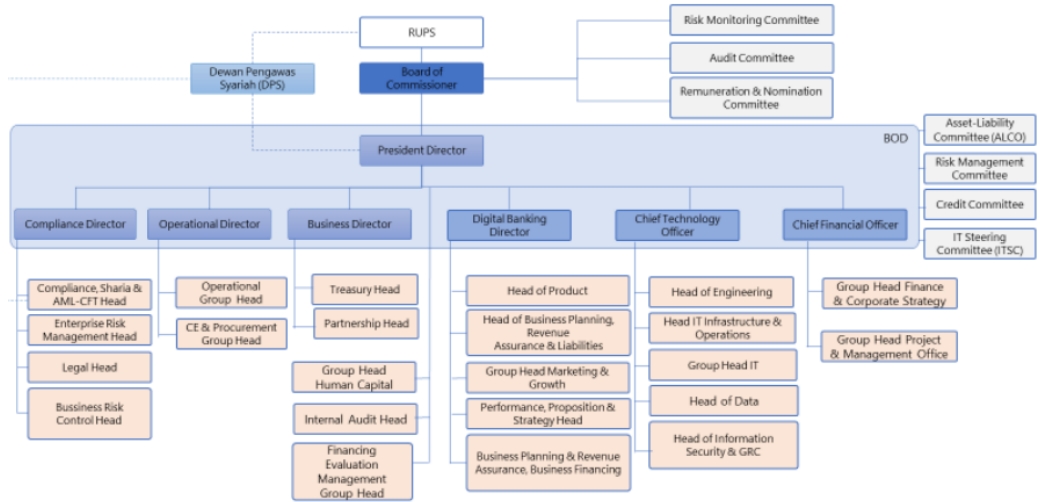 RUPS
Risk Monitoring Committee
Audit Committee
Remuneration & Nomination
Committee
Dewan Pengawas
Syariah (DPS)
Board of
Commissioner
BOD
President Director
Asset-Liability
Committee (ALCO)
Risk Management
Committee
Credit Committee
IT Steering
Committee (ITSC)
Compliance Director
Operational Director
Business Director
Digital Banking
Director
Chief Technology
Officer
Chief Financial Officer
Compliance, Sharia &
AML-CFT Head
Enterprise Risk
Management Head
Legal Head
Bussiness Risk
Control Head
Operational
Group Head
CE & Procurement
Group Head
Treasury Head
Partnership Head
Group Head
Human Capital
Internal Audit Head
Financing
Evaluation
Management
Group Head
Head of Product
Head of Business Planning,
Revenue
Assurance & Liabilities
Group Head Marketing &
Growth
Performance, Proposition &
Strategy Head
Business Planning & Revenue
Assurance, Business Financing
Head of Engineering
Head IT Infrastructure &
Operations
Group Head IT
Head of Data
Head of Information
Security & GRC
Group Head Finance
& Corporate Strategy
Group Head Project
& Management Office